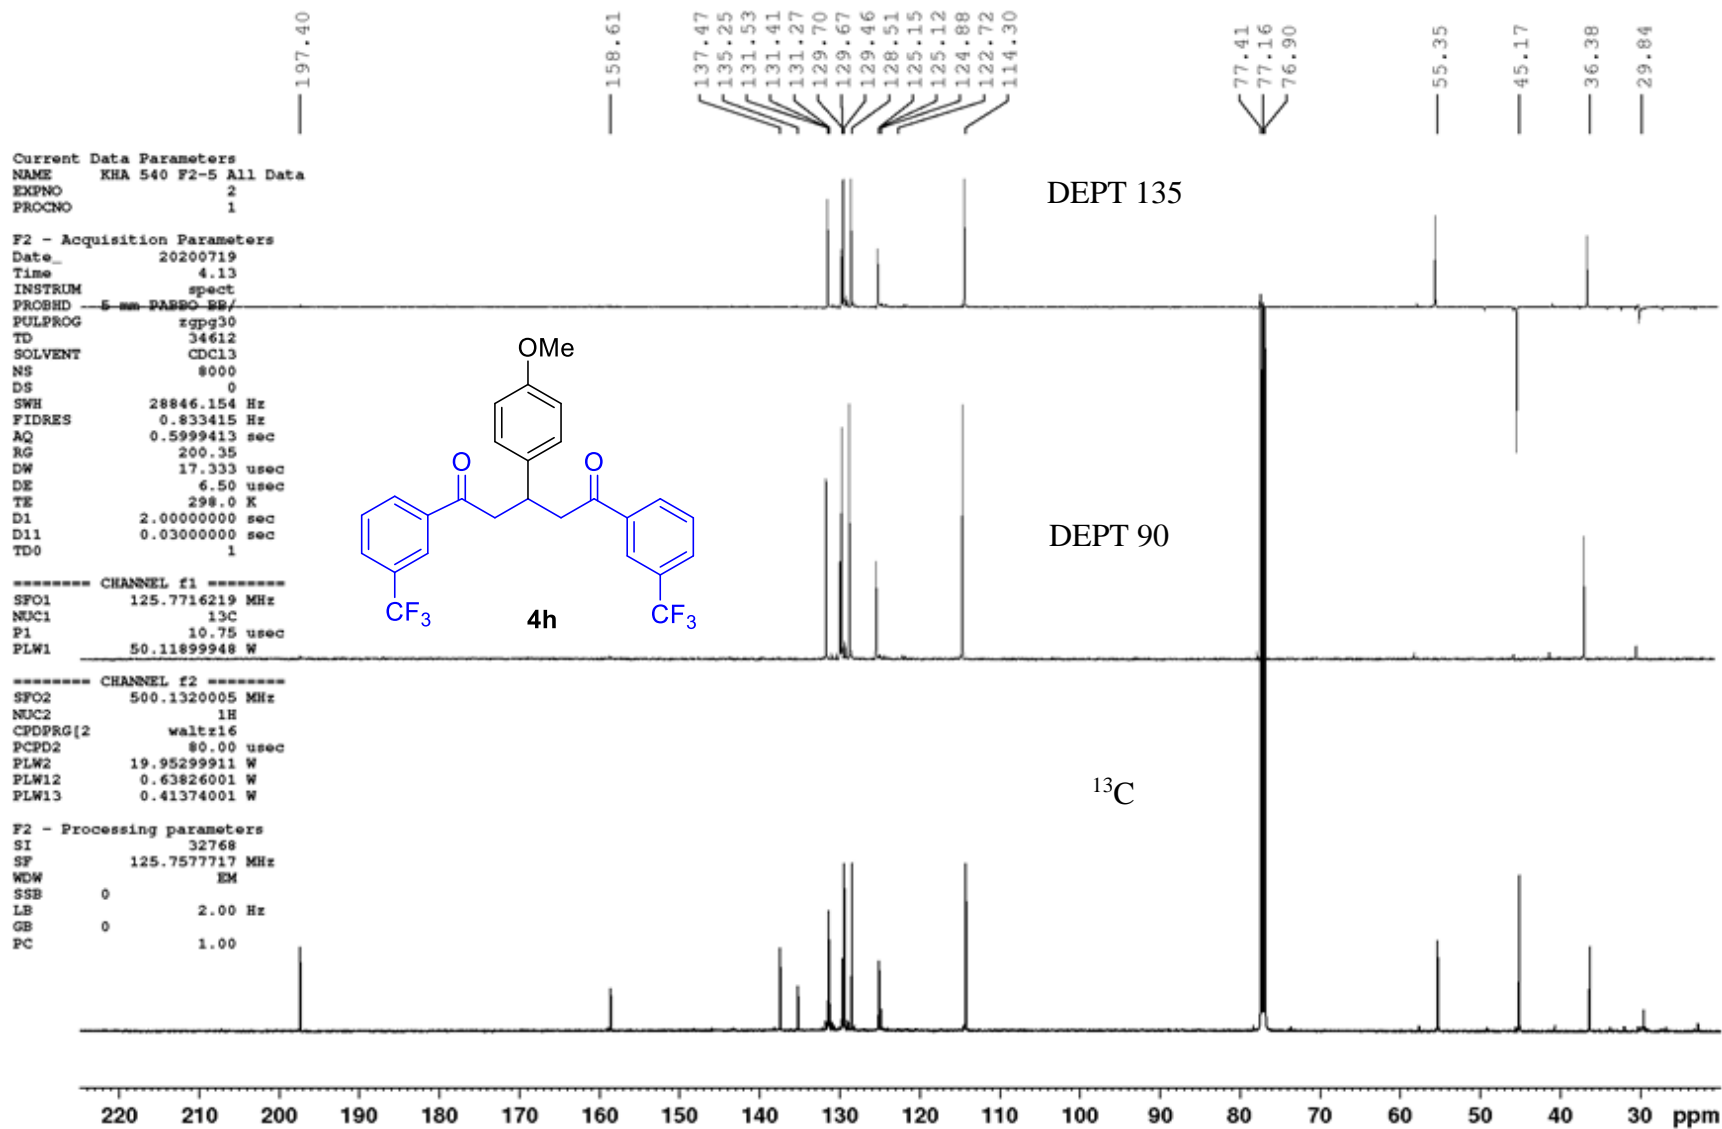 197.40
158.61
137.47
135.25
131.53
131.41
131.27
129.70
129.67
129.46
128.51
125.15
125.12
124.88
122.72
114.30
77.41
77.16
76.90
55.35
45.17
36.38
29.84
Current Data Parameters
NAME KHA 540 F2-5 All Data
EXPNO 2
PROCNO 1
F2 - Acquisition Parameters
Date_ 20200719
Time 4.13
INSTRUM spect
PROBHD 5 mm PABBO BB/
PULPROG zgpg30
TD 34612
SOLVENT CDCl3
NS 8000
DS 0
SWH 28846.154 Hz
FIDRES 0.833415 Hz
AQ 0.5999413 sec
RG 200.35
DW 17.333 usec
DE 6.50 usec
TE 298.0 K
D1 2.00000000 sec
D11 0.03000000 sec
TD0 1
======== CHANNEL f1 ========
SFO1 125.7716219 MHz
NUC1 13C
P1 10.75 usec
PLW1 50.11899948 W
======== CHANNEL f2 ========
SFO2 500.1320005 MHz
NUC2 1H
CPDPRG[2 waltz16
PCPD2 80.00 usec
PLW2 19.95299911 W
PLW12 0.63826001 W
PLW13 0.41374001 W
F2 - Processing parameters
SI 32768
SF 125.7577717 MHz
WDW EM
SSB 0
LB 2.00 Hz
GB 0
PC 1.00
DEPT 135
DEPT 90
¹³C
OMe
O
O
CF₃
CF₃
4h
220 210 200 190 180 170 160 150 140 130 120 110 100 90 80 70 60 50 40 30 ppm